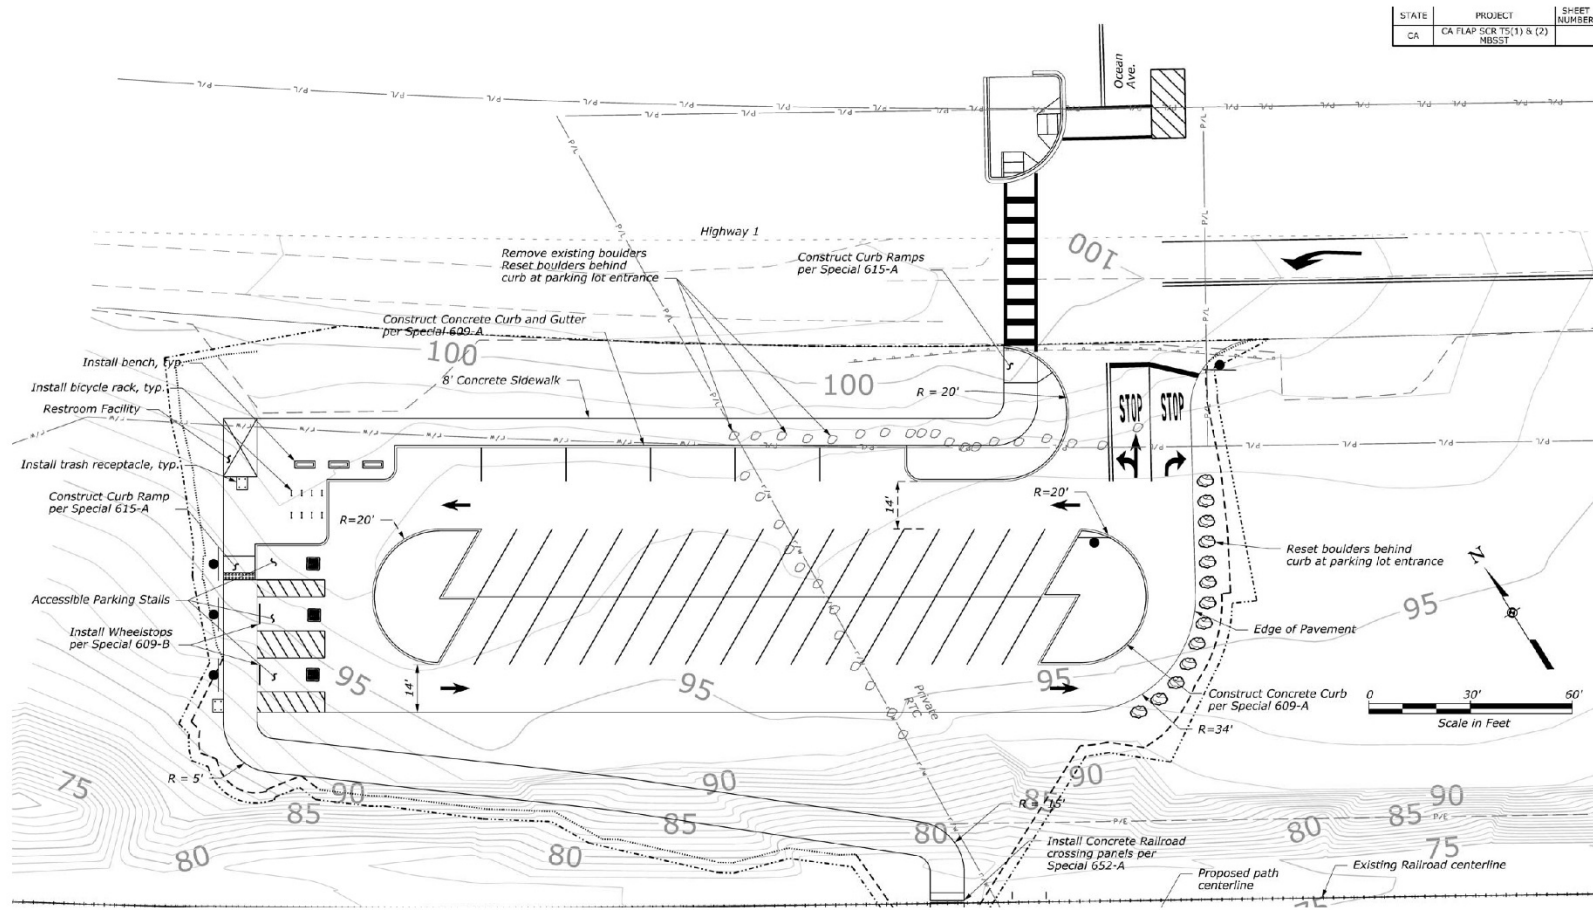 STATE
PROJECT
SHEET
NUMBER
CA
CA FLAP SCR T5(1) & (2)
MBSST
Ocean
Ave.
P/L
Highway 1
100
Remove existing boulders
Reset boulders behind
curb at parking lot entrance
Construct Curb Ramps
per Special 615-A
Construct Concrete Curb and Gutter
per Special 609-A
100
Install bench, typ.
Install bicycle rack, typ.
Restroom Facility
Install trash receptacle, typ.
Construct Curb Ramp
per Special 615-A
8' Concrete Sidewalk
100
R = 20'
STOP
STOP
R=20'
14'
R=20'
Reset boulders behind
curb at parking lot entrance
N
Accessible Parking Stalls
Install Wheelstops
per Special 609-B
95
Edge of Pavement
95
95
95
14'
Private
RTC
Construct Concrete Curb
per Special 609-A
R=34'
0 30' 60'
Scale in Feet
R = 5'
75
90
85
80
90
85
80
80
R = 15'
90
85
P/E
80
85
90
P/E
75
Install Concrete Railroad
crossing panels per
Special 652-A
Proposed path
centerline
Existing Railroad centerline
75